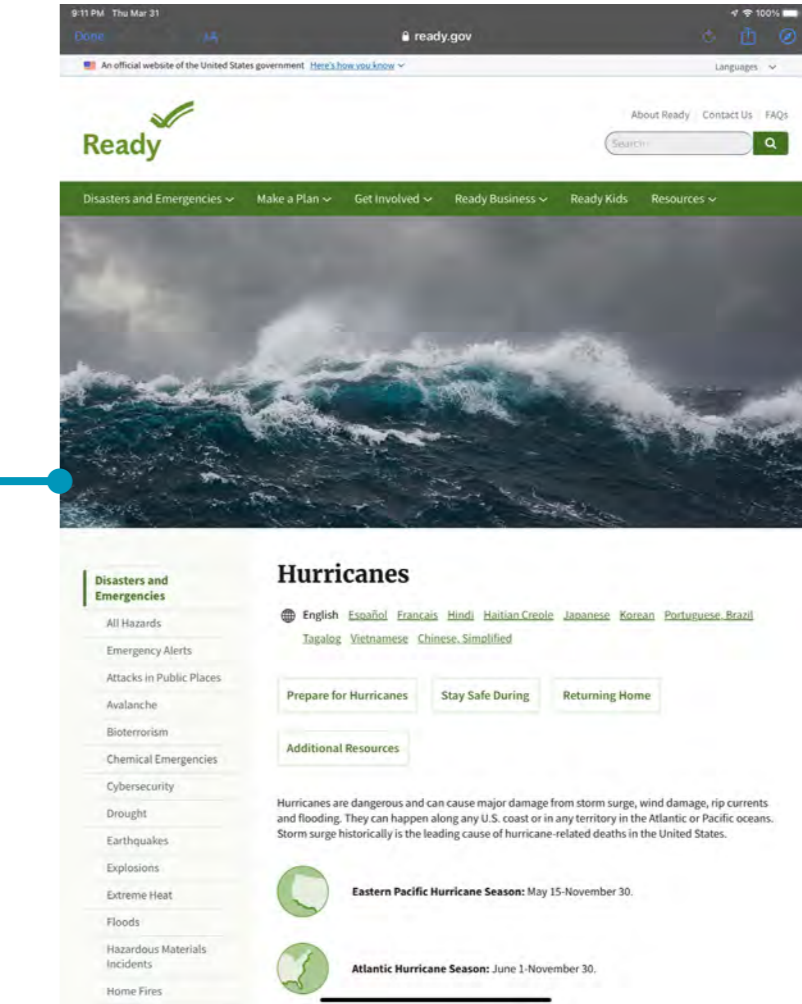 9:11 PM Thu Mar 31
100%
Done
AA
ready.gov
An official website of the United States government Here's how you know
Languages
Ready
About Ready Contact Us FAQs
Search
Disasters and Emergencies Make a Plan Get Involved Ready Business Ready Kids Resources
Disasters and
Emergencies
All Hazards
Emergency Alerts
Attacks in Public Places
Avalanche
Bioterrorism
Chemical Emergencies
Cybersecurity
Drought
Earthquakes
Explosions
Extreme Heat
Floods
Hazardous Materials
Incidents
Home Fires
Hurricanes
English Español Francais Hindi Haitian Creole Japanese Korean Portuguese, Brazil
Tagalog Vietnamese Chinese, Simplified
Prepare for Hurricanes
Stay Safe During
Returning Home
Additional Resources
Hurricanes are dangerous and can cause major damage from storm surge, wind damage, rip currents
and flooding. They can happen along any U.S. coast or in any territory in the Atlantic or Pacific oceans.
Storm surge historically is the leading cause of hurricane-related deaths in the United States.
Eastern Pacific Hurricane Season: May 15-November 30.
Atlantic Hurricane Season: June 1-November 30.